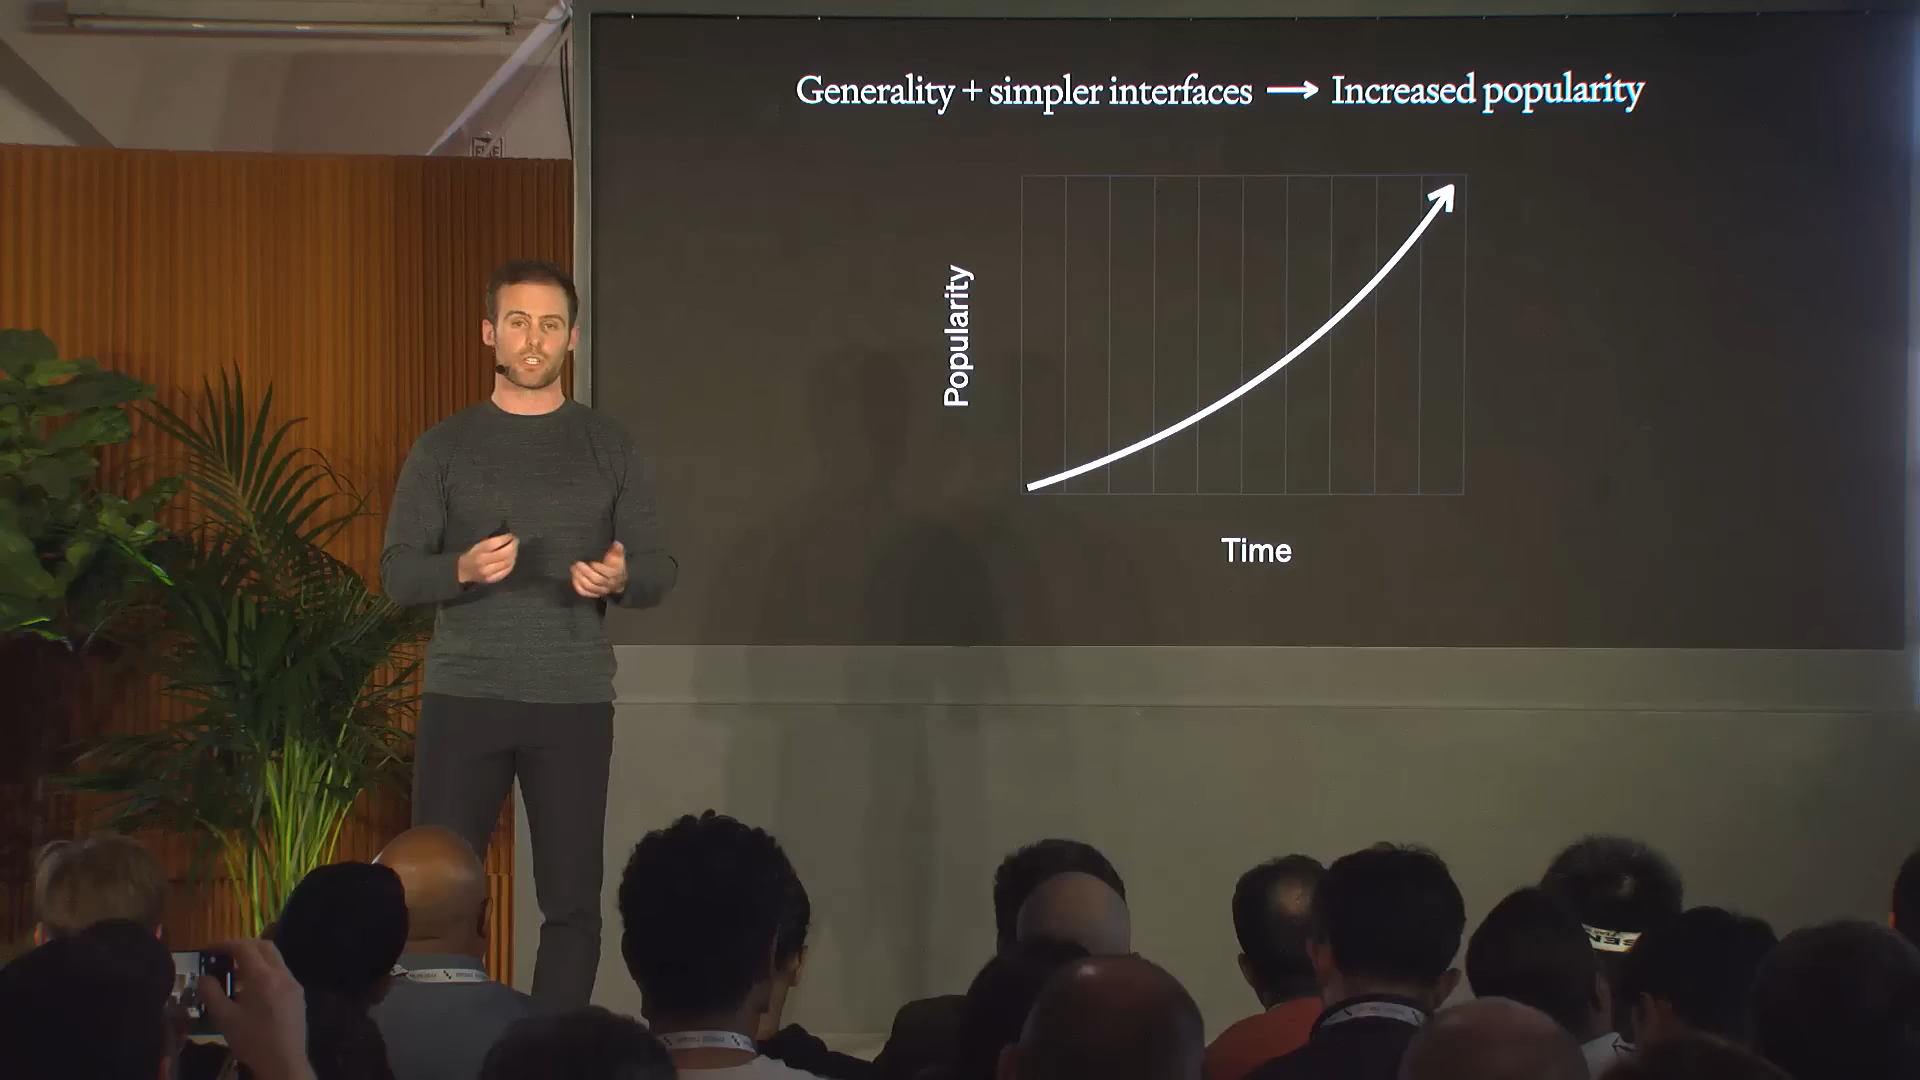 Generality + simpler interfaces → Increased popularity
Popularity
Time